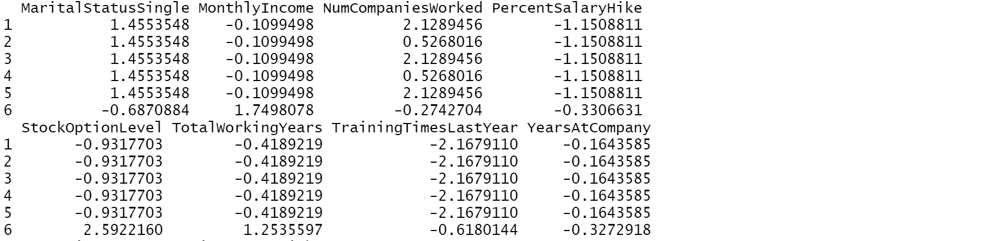 MaritalStatusSingle MonthlyIncome NumCompaniesWorked PercentSalaryHike
1 1.4553548 -0.1099498 2.1289456 -1.1508811
2 1.4553548 -0.1099498 0.5268016 -1.1508811
3 1.4553548 -0.1099498 2.1289456 -1.1508811
4 1.4553548 -0.1099498 0.5268016 -1.1508811
5 1.4553548 -0.1099498 2.1289456 -1.1508811
6 -0.6870884 1.7498078 -0.2742704 -0.3306631
StockOptionLevel TotalWorkingYears TrainingTimesLastYear YearsAtCompany
1 -0.9317703 -0.4189219 -2.1679110 -0.1643585
2 -0.9317703 -0.4189219 -2.1679110 -0.1643585
3 -0.9317703 -0.4189219 -2.1679110 -0.1643585
4 -0.9317703 -0.4189219 -2.1679110 -0.1643585
5 -0.9317703 -0.4189219 -2.1679110 -0.1643585
6 2.5922160 1.2535597 -0.6180144 -0.3272918